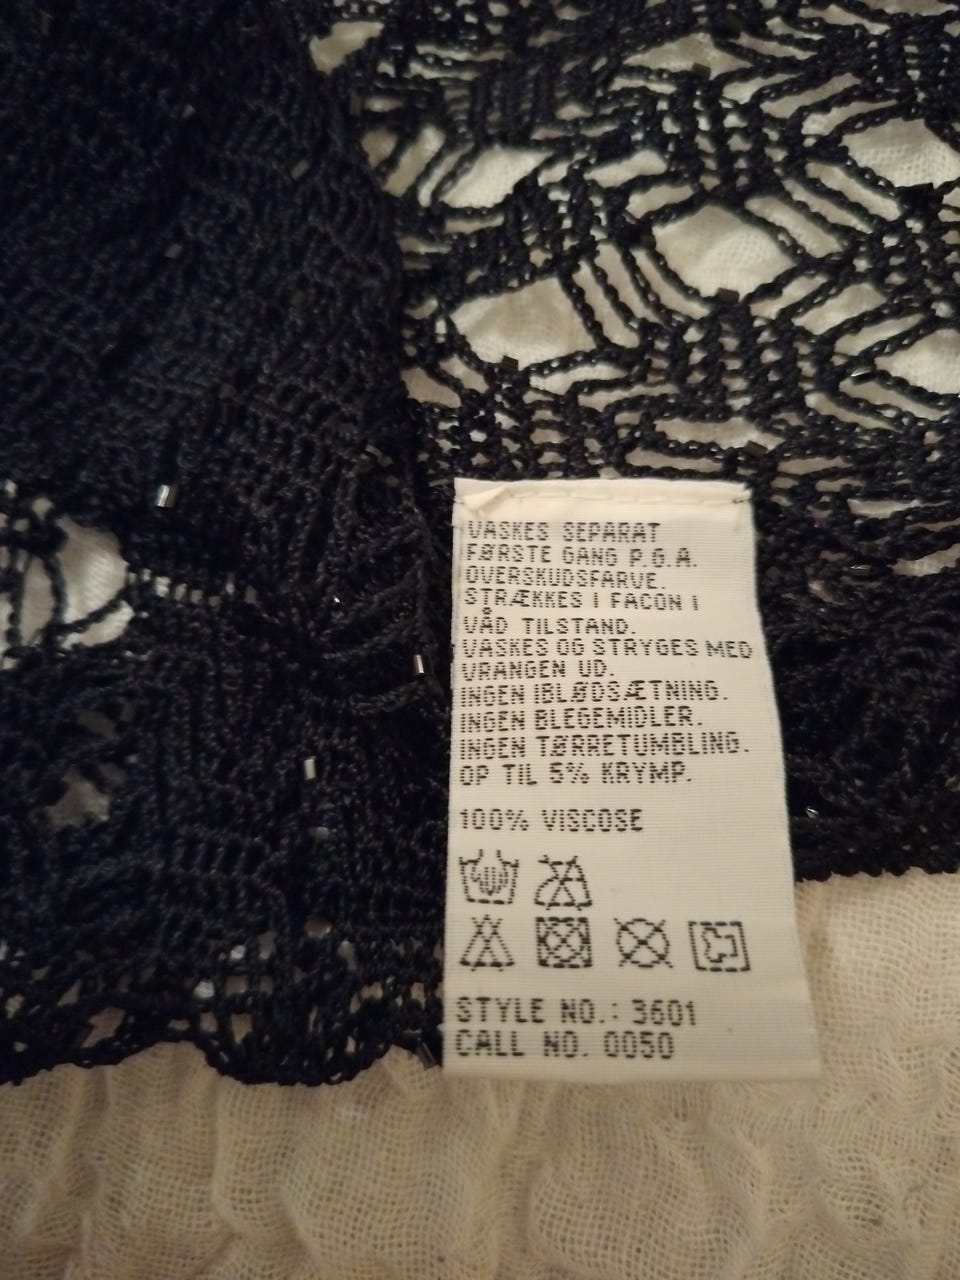 VASKES SEPARAT
FØRSTE GANG P.G.A.
OVERSKUDSFARVE.
STRÆKKES I FACON I
VÅD TILSTAND.
VASKES OG STRYGES MED
VRANGEN UD.
INGEN IBLØDSÆTNING.
INGEN BLEGEMIDLER.
INGEN TØRRETUMBLING.
OP TIL 5% KRYMP.
100% VISCOSE
STYLE NO.: 3601
CALL NO. 0050